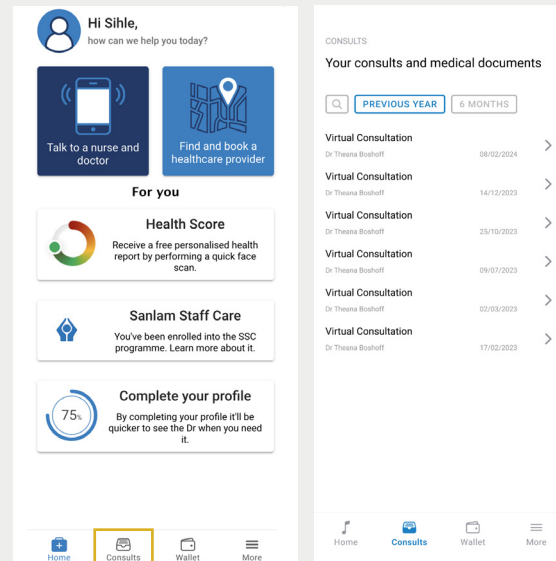 Hi Sihle,
how can we help you today?
Talk to a nurse and
doctor
Find and book a
healthcare provider
For you
Health Score
Receive a free personalised health
report by performing a quick face
scan.
Sanlam Staff Care
You've been enrolled into the SSC
programme. Learn more about it.
75%
Complete your profile
By completing your profile it'll be
quicker to see the Dr when you need
it.
Home Consults Wallet More
CONSULTS
Your consults and medical documents
PREVIOUS YEAR 6 MONTHS
Virtual Consultation
Dr Theana Boshoff 08/02/2024
Virtual Consultation
Dr Theana Boshoff 14/12/2023
Virtual Consultation
Dr Theana Boshoff 25/10/2023
Virtual Consultation
Dr Theana Boshoff 09/07/2023
Virtual Consultation
Dr Theana Boshoff 02/03/2023
Virtual Consultation
Dr Theana Boshoff 17/02/2023
Home Consults Wallet More